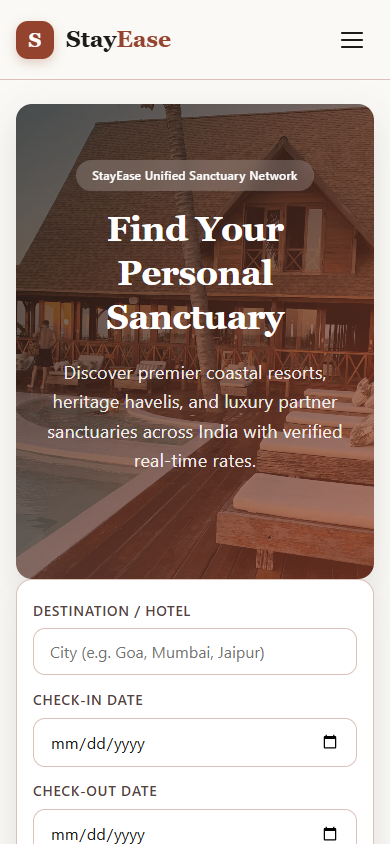 S StayEase
StayEase Unified Sanctuary Network
Find Your
Personal
Sanctuary
Discover premier coastal resorts,
heritage havelis, and luxury partner
sanctuaries across India with verified
real-time rates.
DESTINATION / HOTEL
City (e.g. Goa, Mumbai, Jaipur)
CHECK-IN DATE
mm/dd/yyyy
CHECK-OUT DATE
mm/dd/yyyy